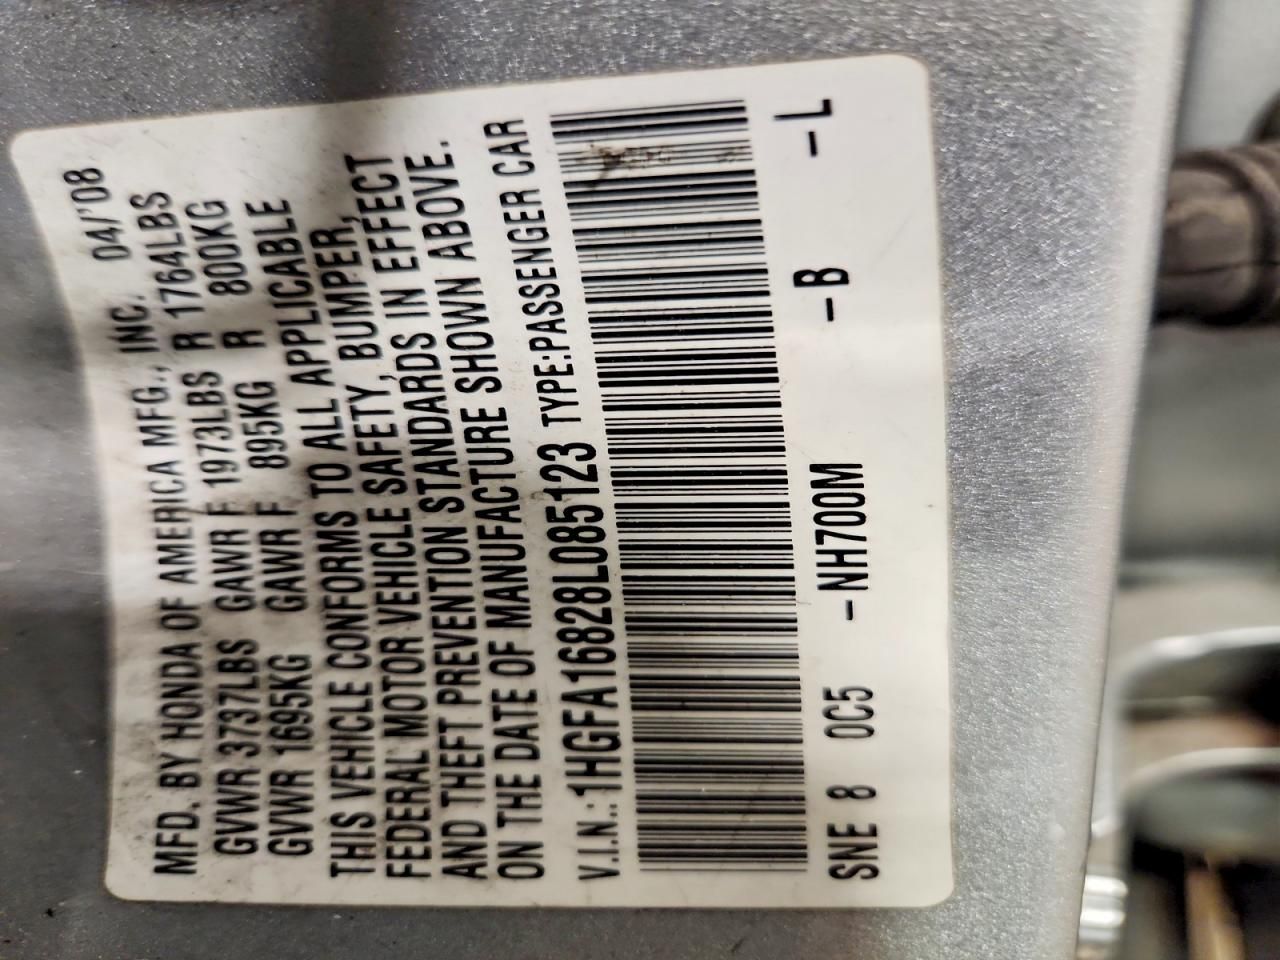 MFD. BY HONDA OF AMERICA MFG., INC. 04/'08
GVWR 3737LBS GAWR F 1973LBS R 1764LBS
GVWR 1695KG GAWR F 895KG R 800KG
THIS VEHICLE CONFORMS TO ALL APPLICABLE
FEDERAL MOTOR VEHICLE SAFETY, BUMPER,
AND THEFT PREVENTION STANDARDS IN EFFECT
ON THE DATE OF MANUFACTURE SHOWN ABOVE.
V.I.N.:1HGFA16828L085123 TYPE:PASSENGER CAR
SNE 8 0C5 -NH700M -B -L